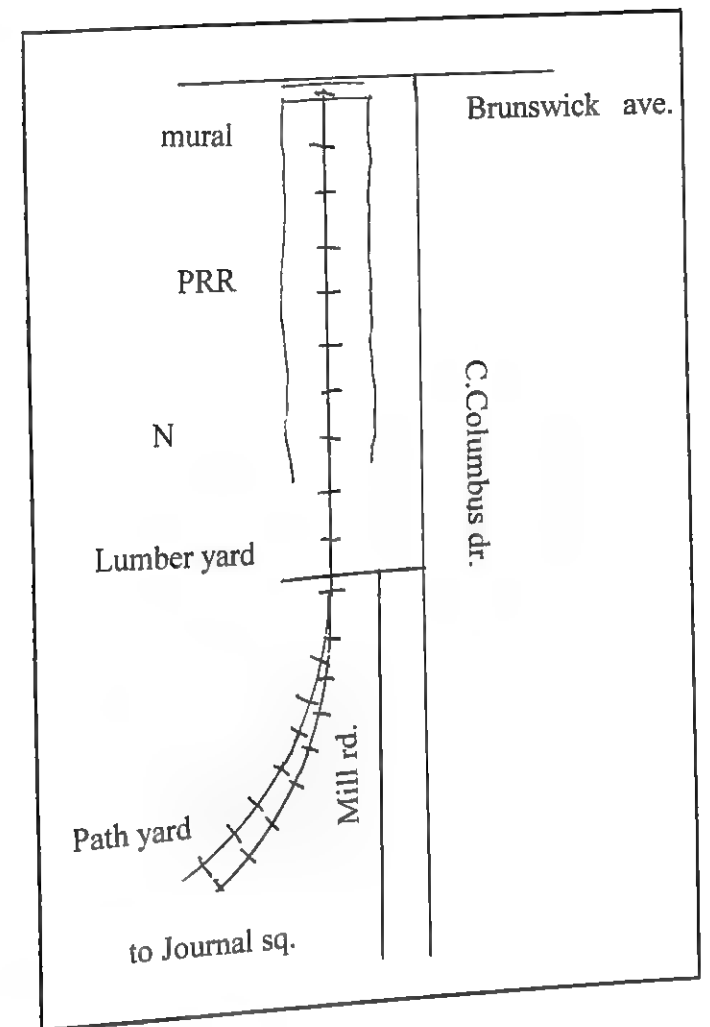 Brunswick ave.
mural
PRR
C.Columbus dr.
N
Lumber yard
Mill rd.
Path yard
to Journal sq.